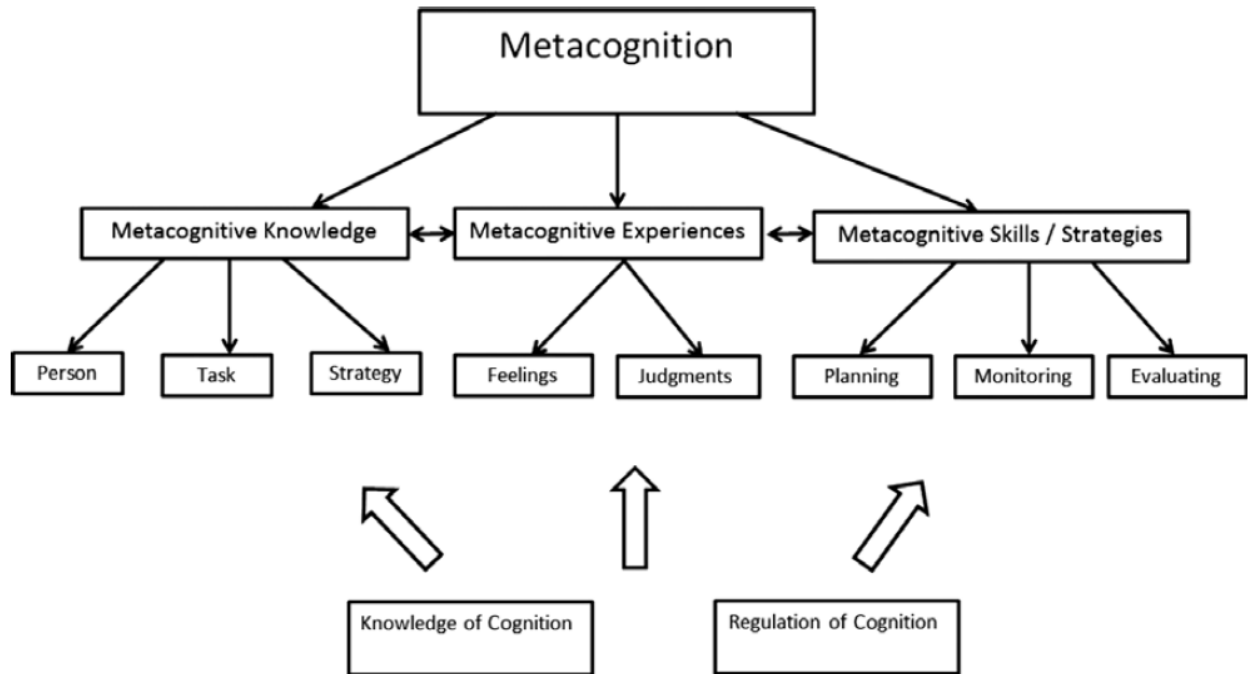 Metacognition
Metacognitive Knowledge
Metacognitive Experiences
Metacognitive Skills / Strategies
Person
Task
Strategy
Feelings
Judgments
Planning
Monitoring
Evaluating
Knowledge of Cognition
Regulation of Cognition